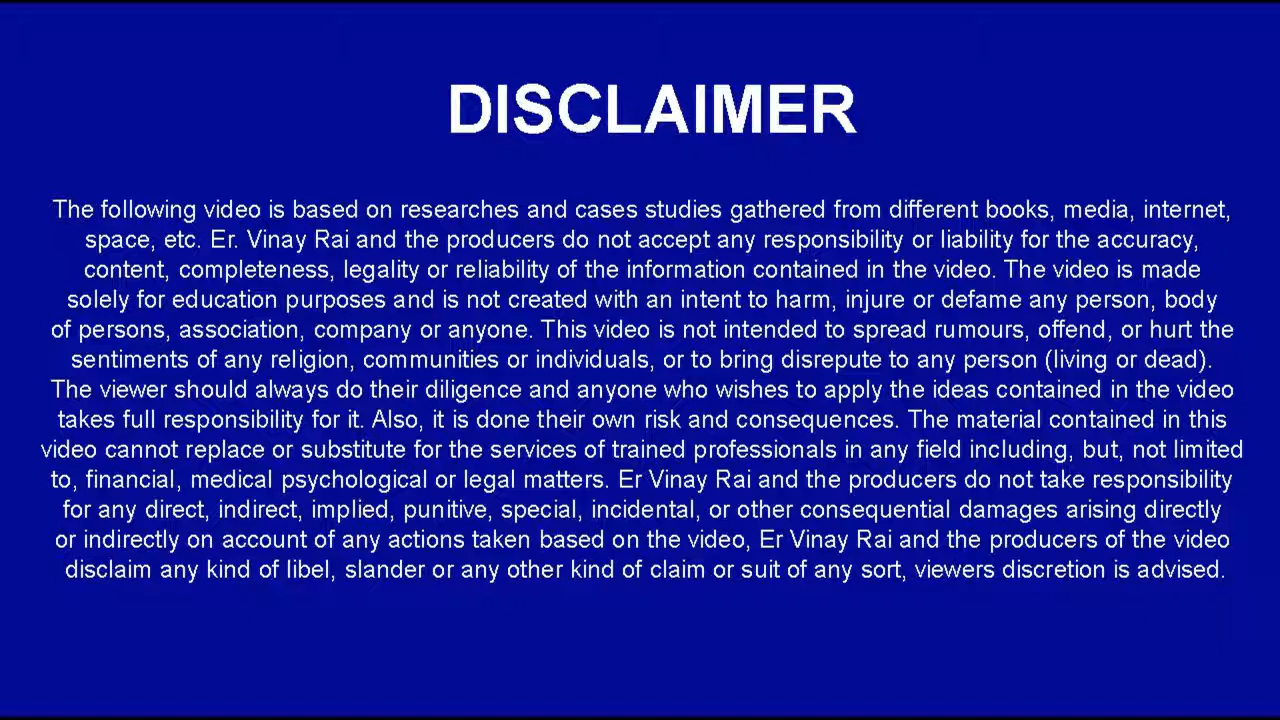 DISCLAIMER
The following video is based on researches and cases studies gathered from different books, media, internet,
space, etc. Er. Vinay Rai and the producers do not accept any responsibility or liability for the accuracy,
content, completeness, legality or reliability of the information contained in the video. The video is made
solely for education purposes and is not created with an intent to harm, injure or defame any person, body
of persons, association, company or anyone. This video is not intended to spread rumours, offend, or hurt the
sentiments of any religion, communities or individuals, or to bring disrepute to any person (living or dead).
The viewer should always do their diligence and anyone who wishes to apply the ideas contained in the video
takes full responsibility for it. Also, it is done their own risk and consequences. The material contained in this
video cannot replace or substitute for the services of trained professionals in any field including, but, not limited
to, financial, medical psychological or legal matters. Er Vinay Rai and the producers do not take responsibility
for any direct, indirect, implied, punitive, special, incidental, or other consequential damages arising directly
or indirectly on account of any actions taken based on the video, Er Vinay Rai and the producers of the video
disclaim any kind of libel, slander or any other kind of claim or suit of any sort, viewers discretion is advised.